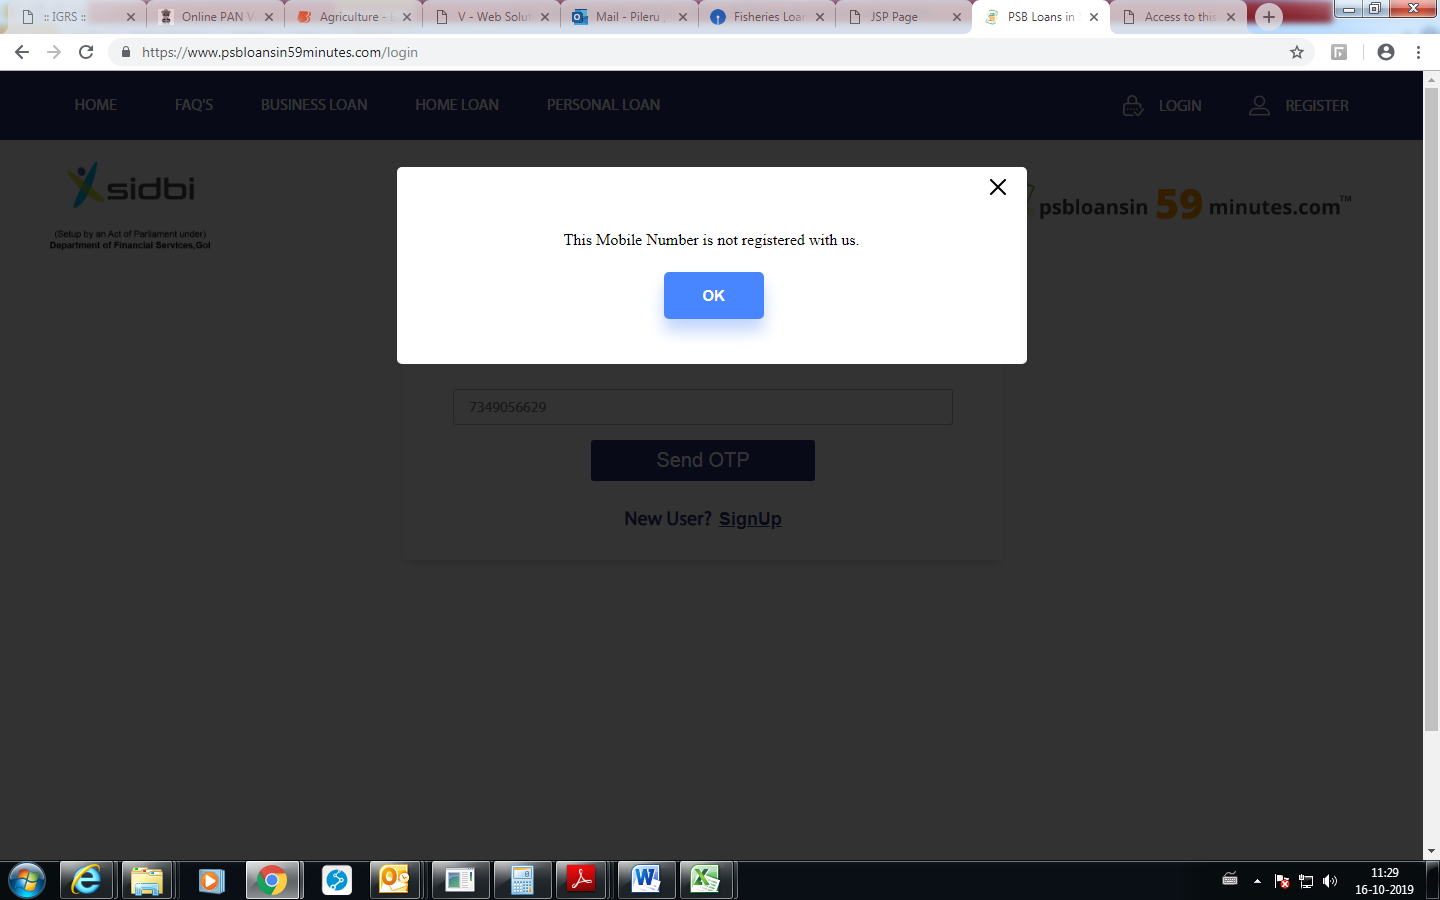 :: IGRS ::
Online PAN V
Agriculture -
V - Web Solut
Mail - Pileru
Fisheries Loan
JSP Page
PSB Loans in
Access to this
https://www.psbloansin59minutes.com/login
HOME FAQ'S BUSINESS LOAN HOME LOAN PERSONAL LOAN LOGIN REGISTER
sidbi
(Setup by an Act of Parliament under)
Department of Financial Services,GoI
psbloansin 59 minutes.com™
This Mobile Number is not registered with us.
OK
7349056629
Send OTP
New User? SignUp
11:29
16-10-2019